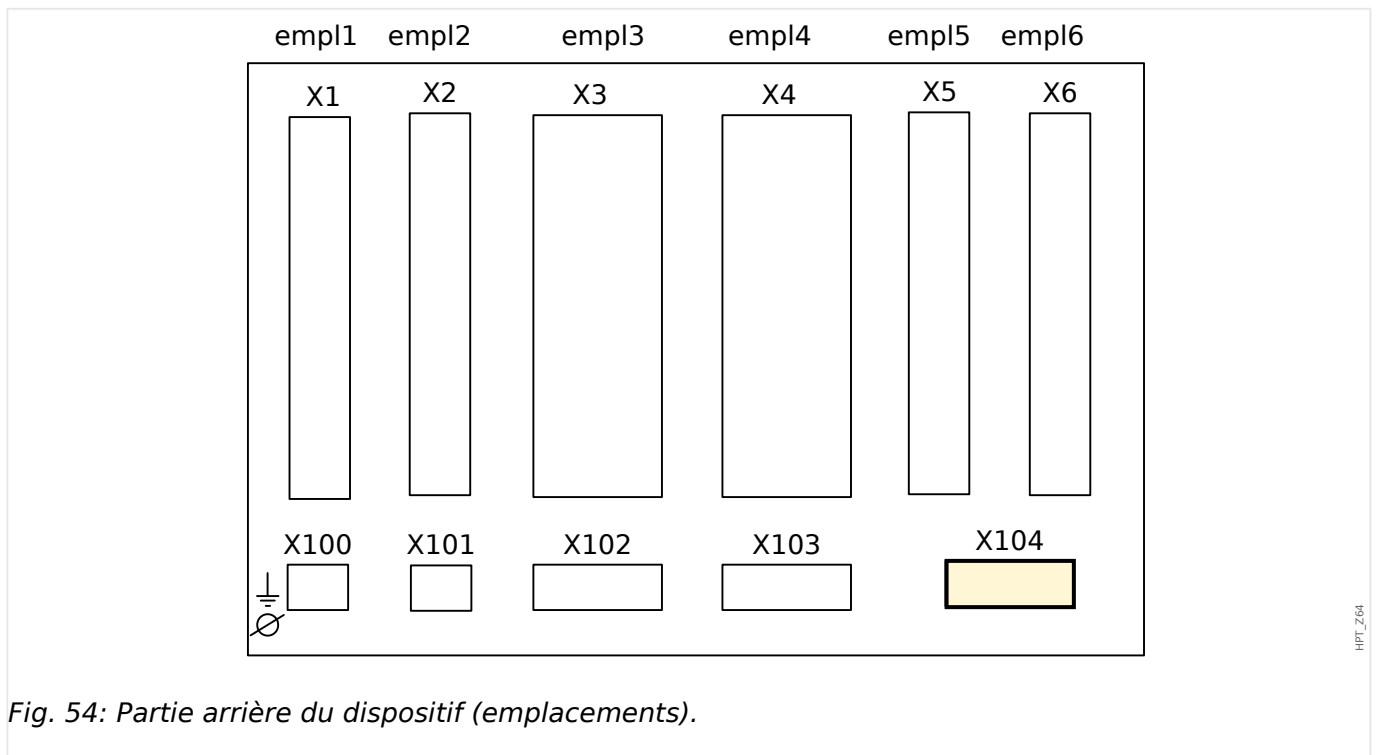 empl1 empl2 empl3 empl4 empl5 empl6
X1 X2 X3 X4 X5 X6
X100 X101 X102 X103 X104
HPT_Z64
Fig. 54: Partie arrière du dispositif (emplacements).